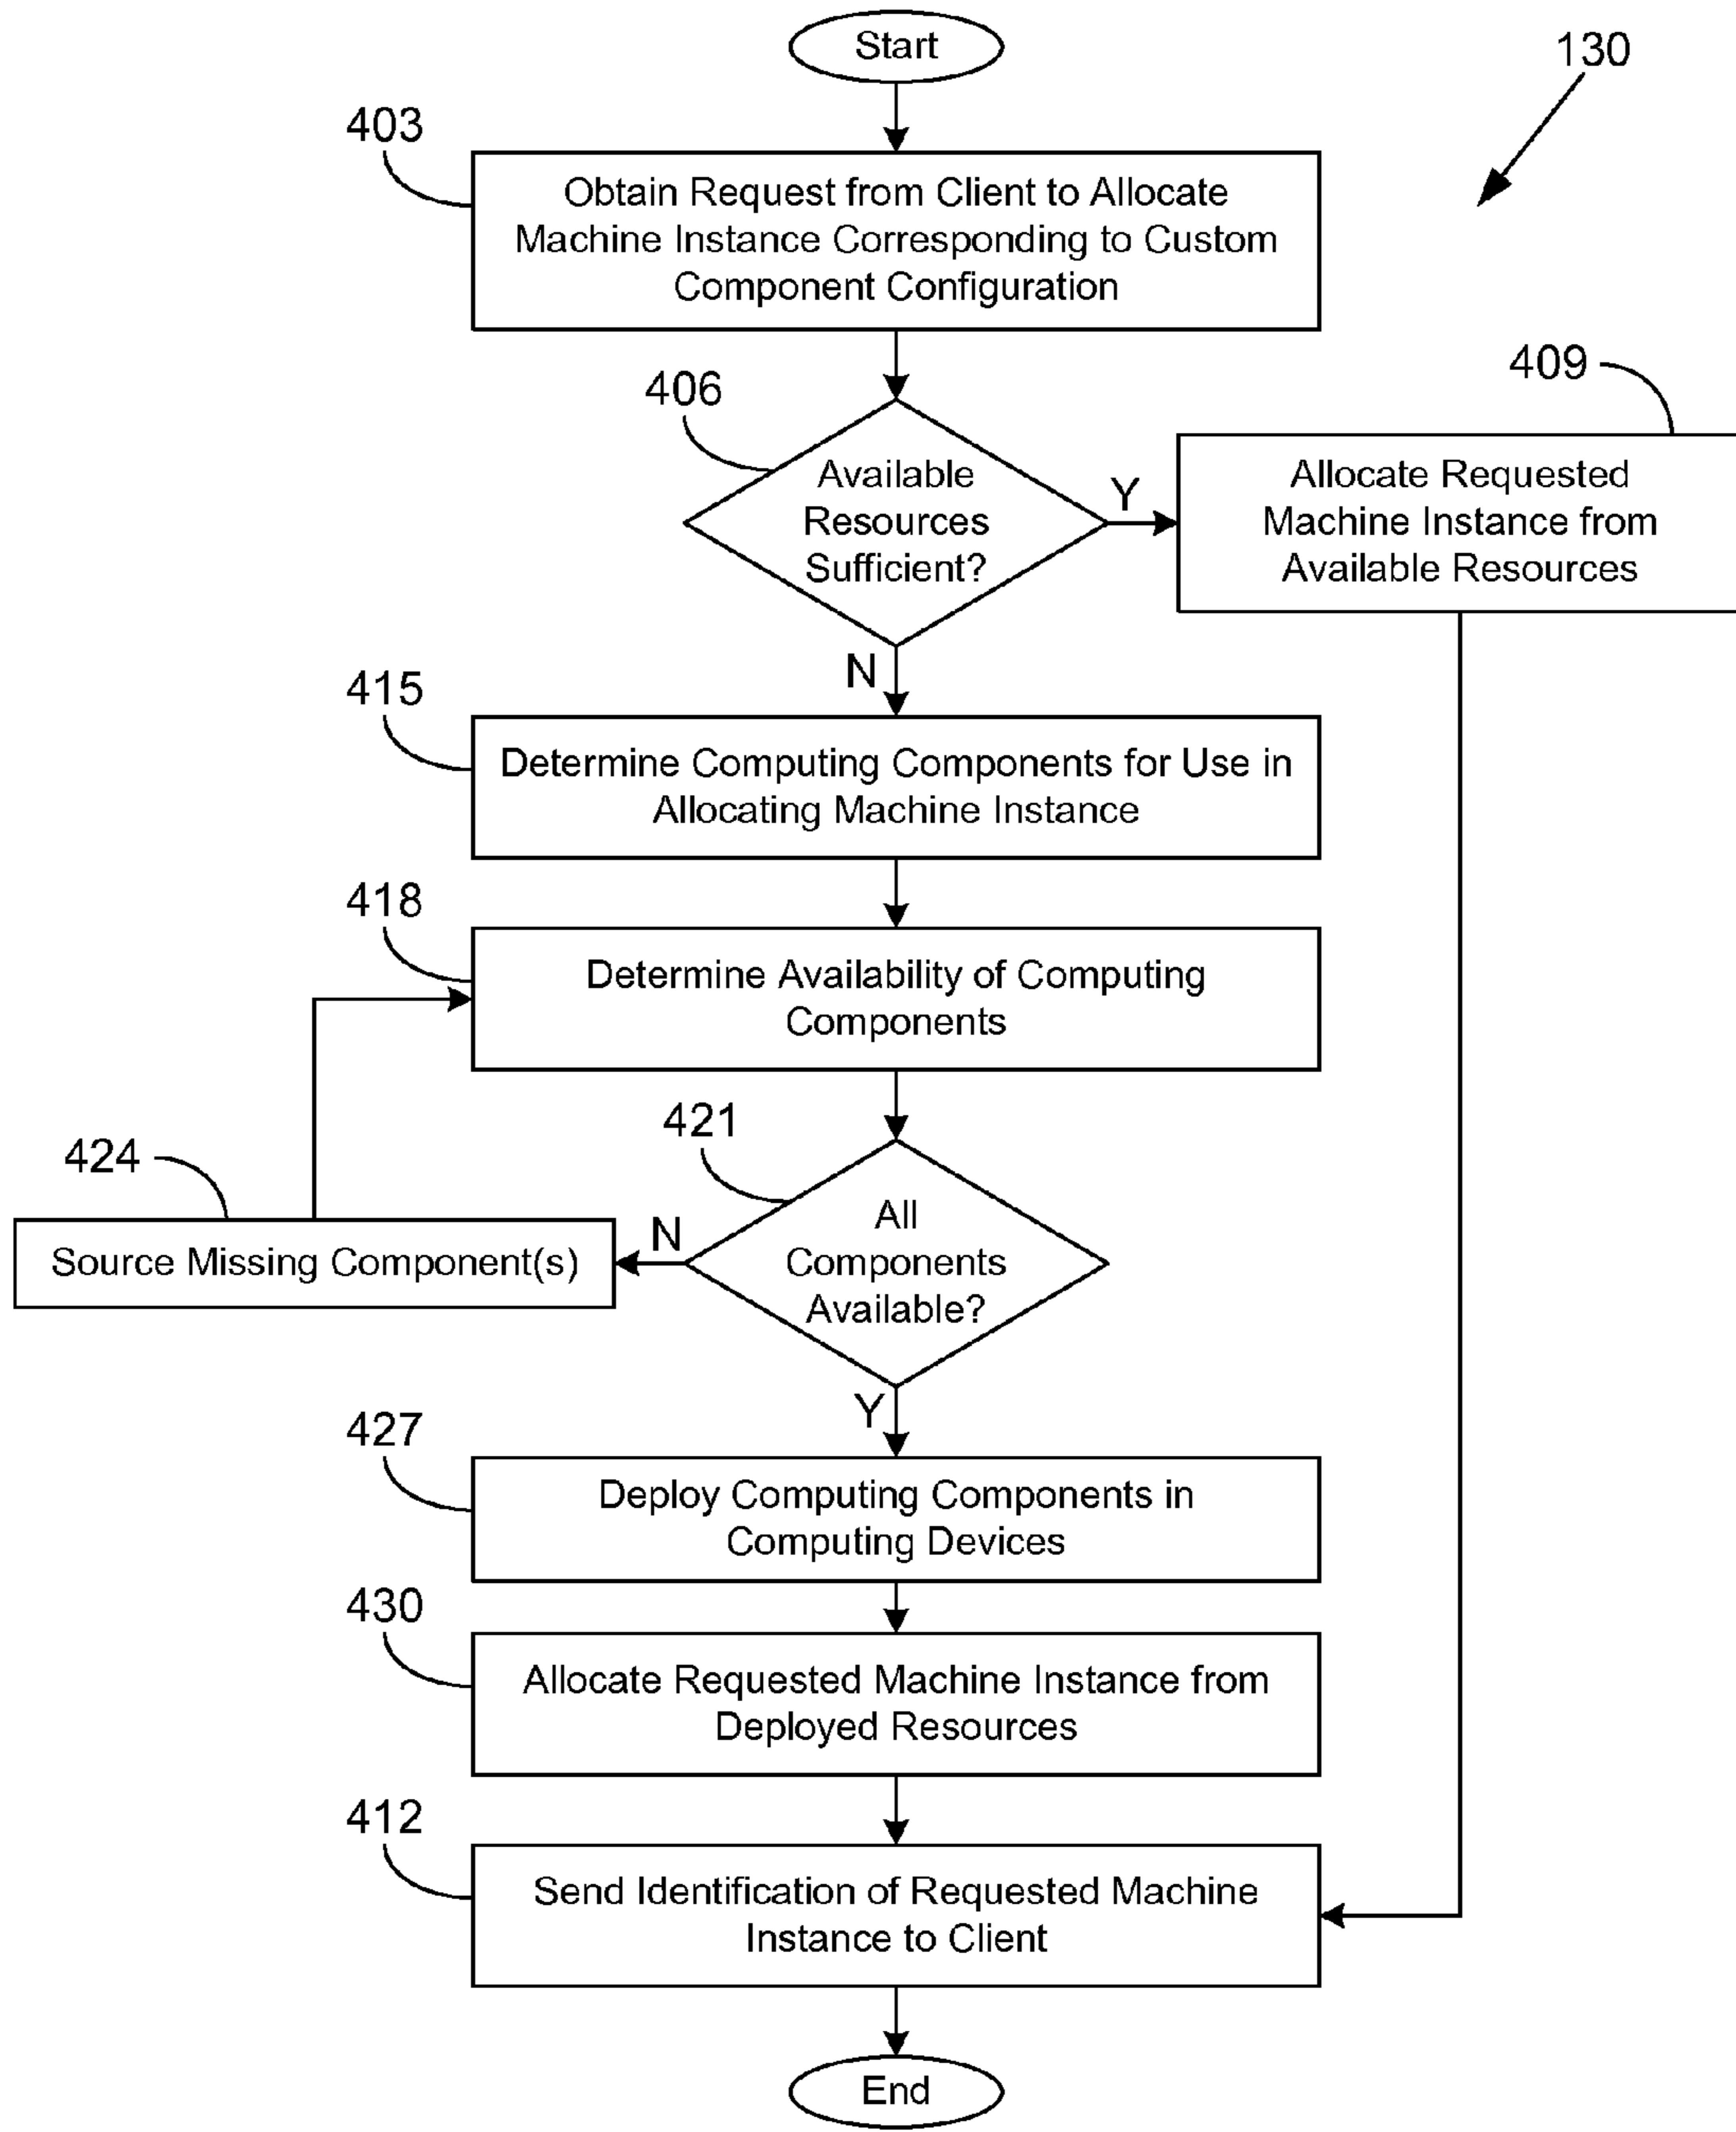 Start
130
403
Obtain Request from Client to Allocate
Machine Instance Corresponding to Custom
Component Configuration
406
Available
Resources
Sufficient?
Y
409
Allocate Requested
Machine Instance from
Available Resources
N
415
Determine Computing Components for Use in
Allocating Machine Instance
418
Determine Availability of Computing
Components
421
All
Components
Available?
N
424
Source Missing Component(s)
Y
427
Deploy Computing Components in
Computing Devices
430
Allocate Requested Machine Instance from
Deployed Resources
412
Send Identification of Requested Machine
Instance to Client
End